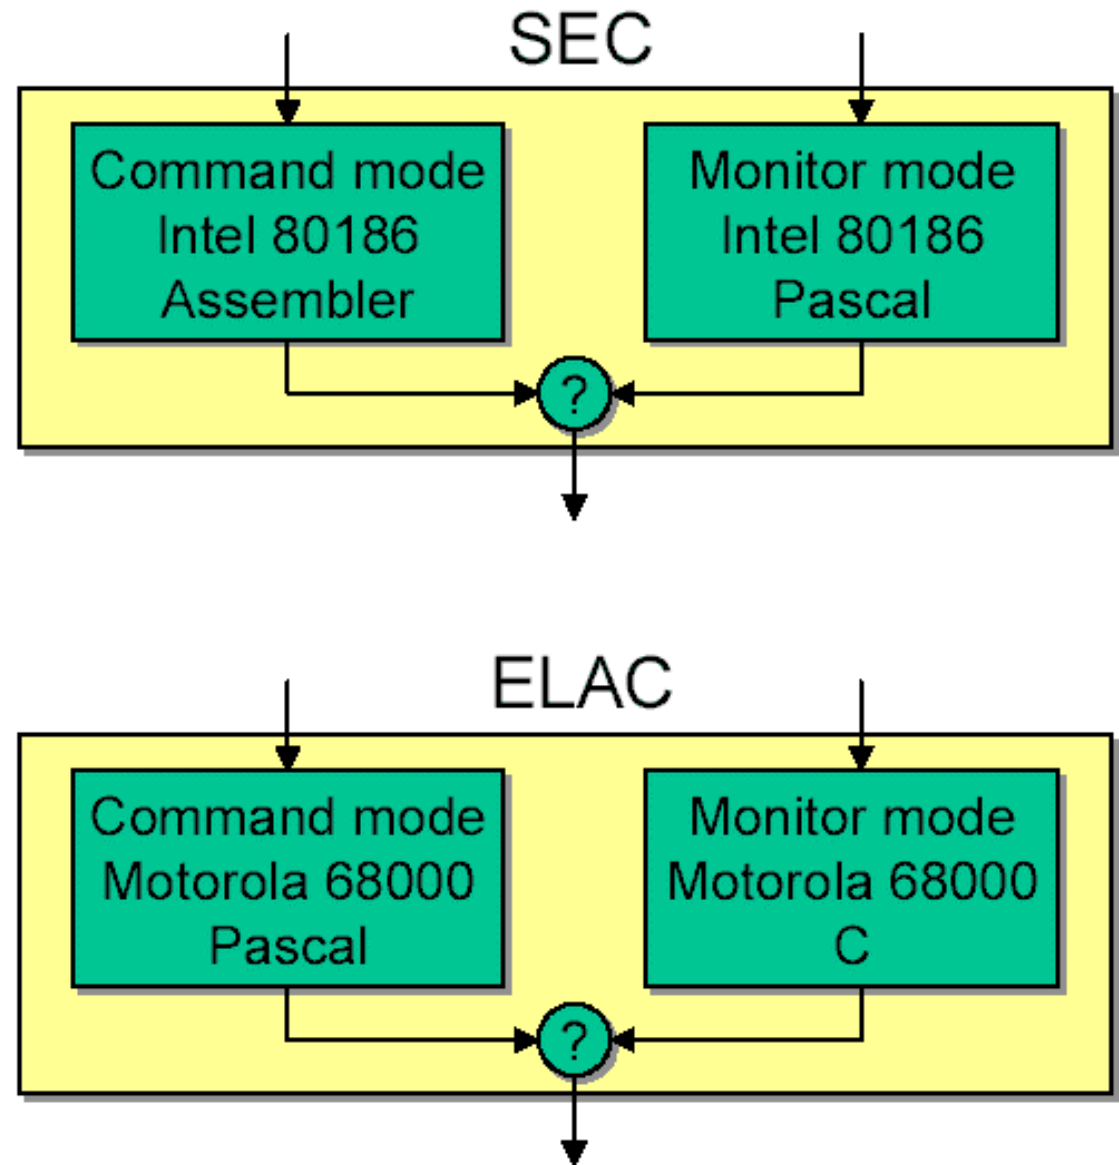 SEC
Command mode
Intel 80186
Assembler
Monitor mode
Intel 80186
Pascal
?
ELAC
Command mode
Motorola 68000
Pascal
Monitor mode
Motorola 68000
C
?